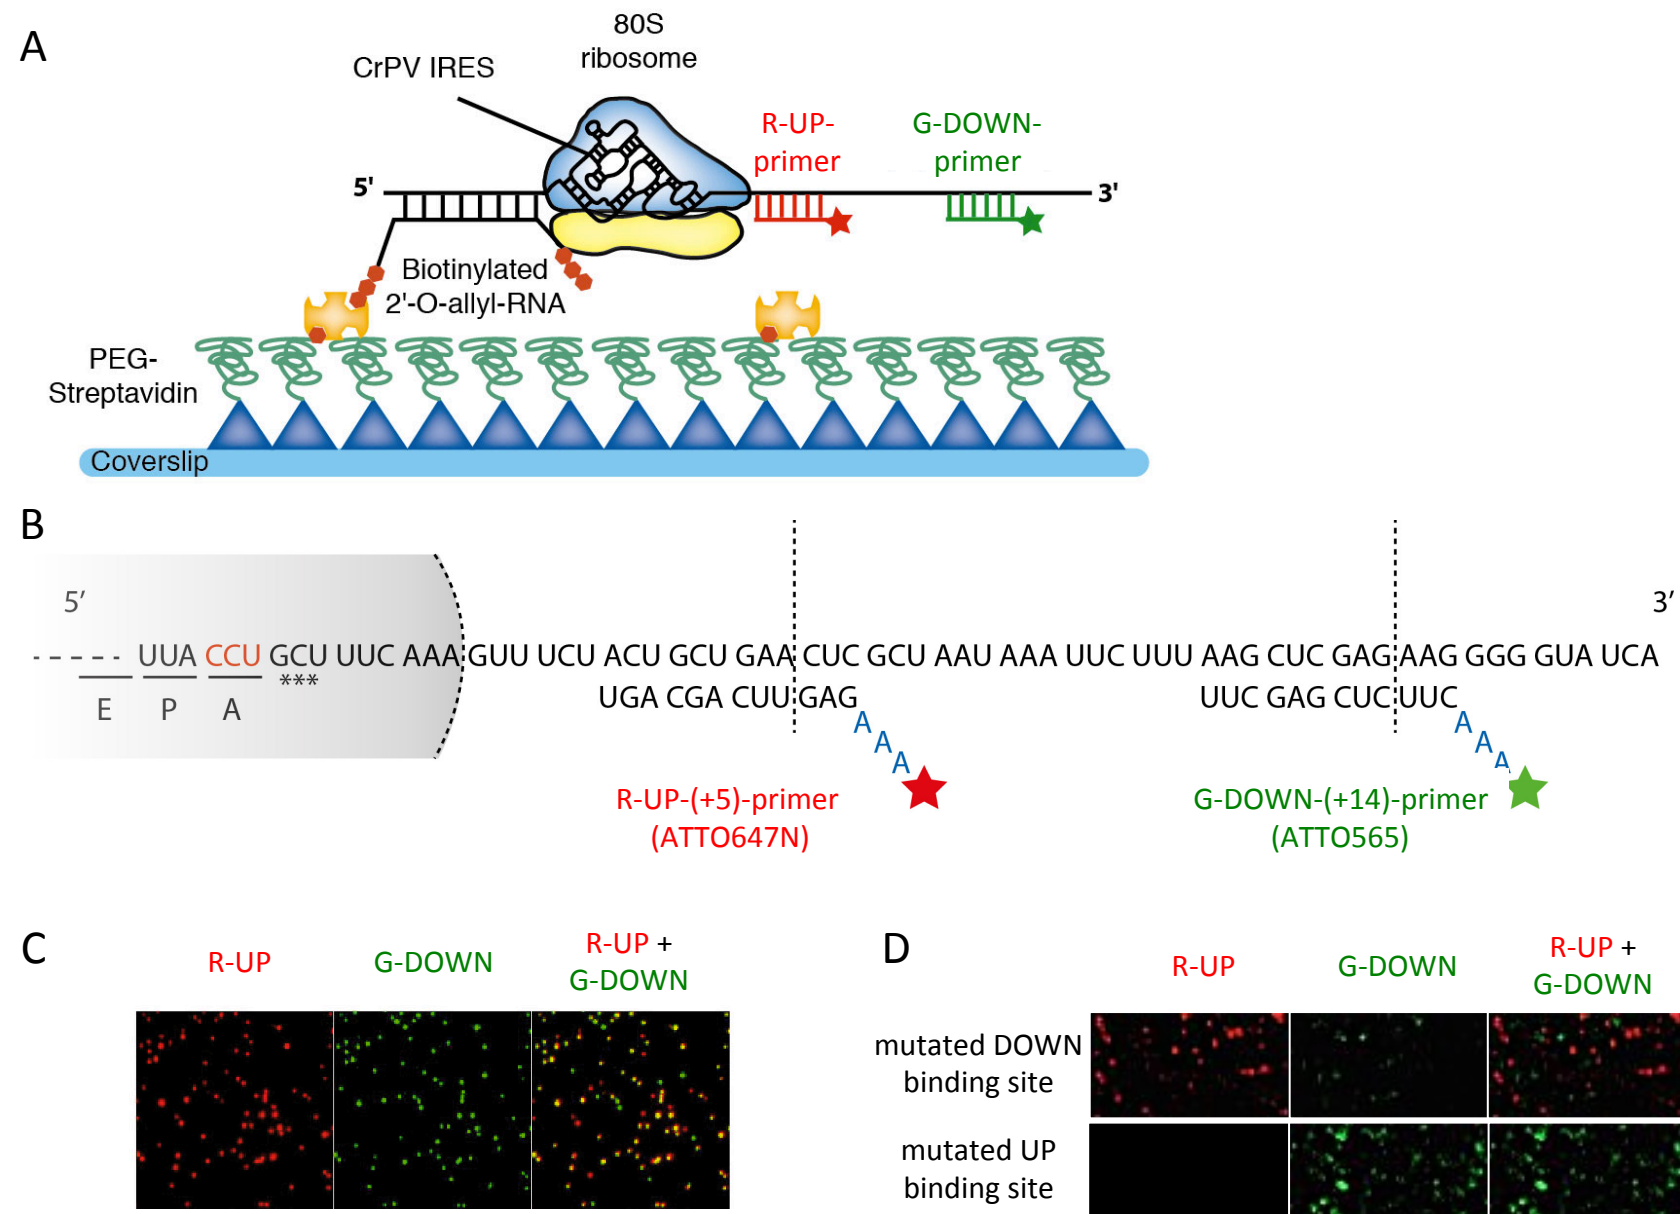 A
80S
ribosome
CrPV IRES
R-UP-
primer
G-DOWN-
primer
5'
3'
Biotinylated
2'-O-allyl-RNA
PEG-
Streptavidin
Coverslip
B
5’
3’
----- UUA CCU GCU UUC AAA GUU UCU ACU GCU GAA CUC GCU AAU AAA UUC UUU AAG CUC GAG AAG GGG GUA UCA
***
E P A
UGA CGA CUU GAG
UUC GAG CUC UUC
A
A
A
A
A
A
R-UP-(+5)-primer
(ATTO647N)
G-DOWN-(+14)-primer
(ATTO565)
C
R-UP
G-DOWN
R-UP +
G-DOWN
D
R-UP
G-DOWN
R-UP +
G-DOWN
mutated DOWN
binding site
mutated UP
binding site